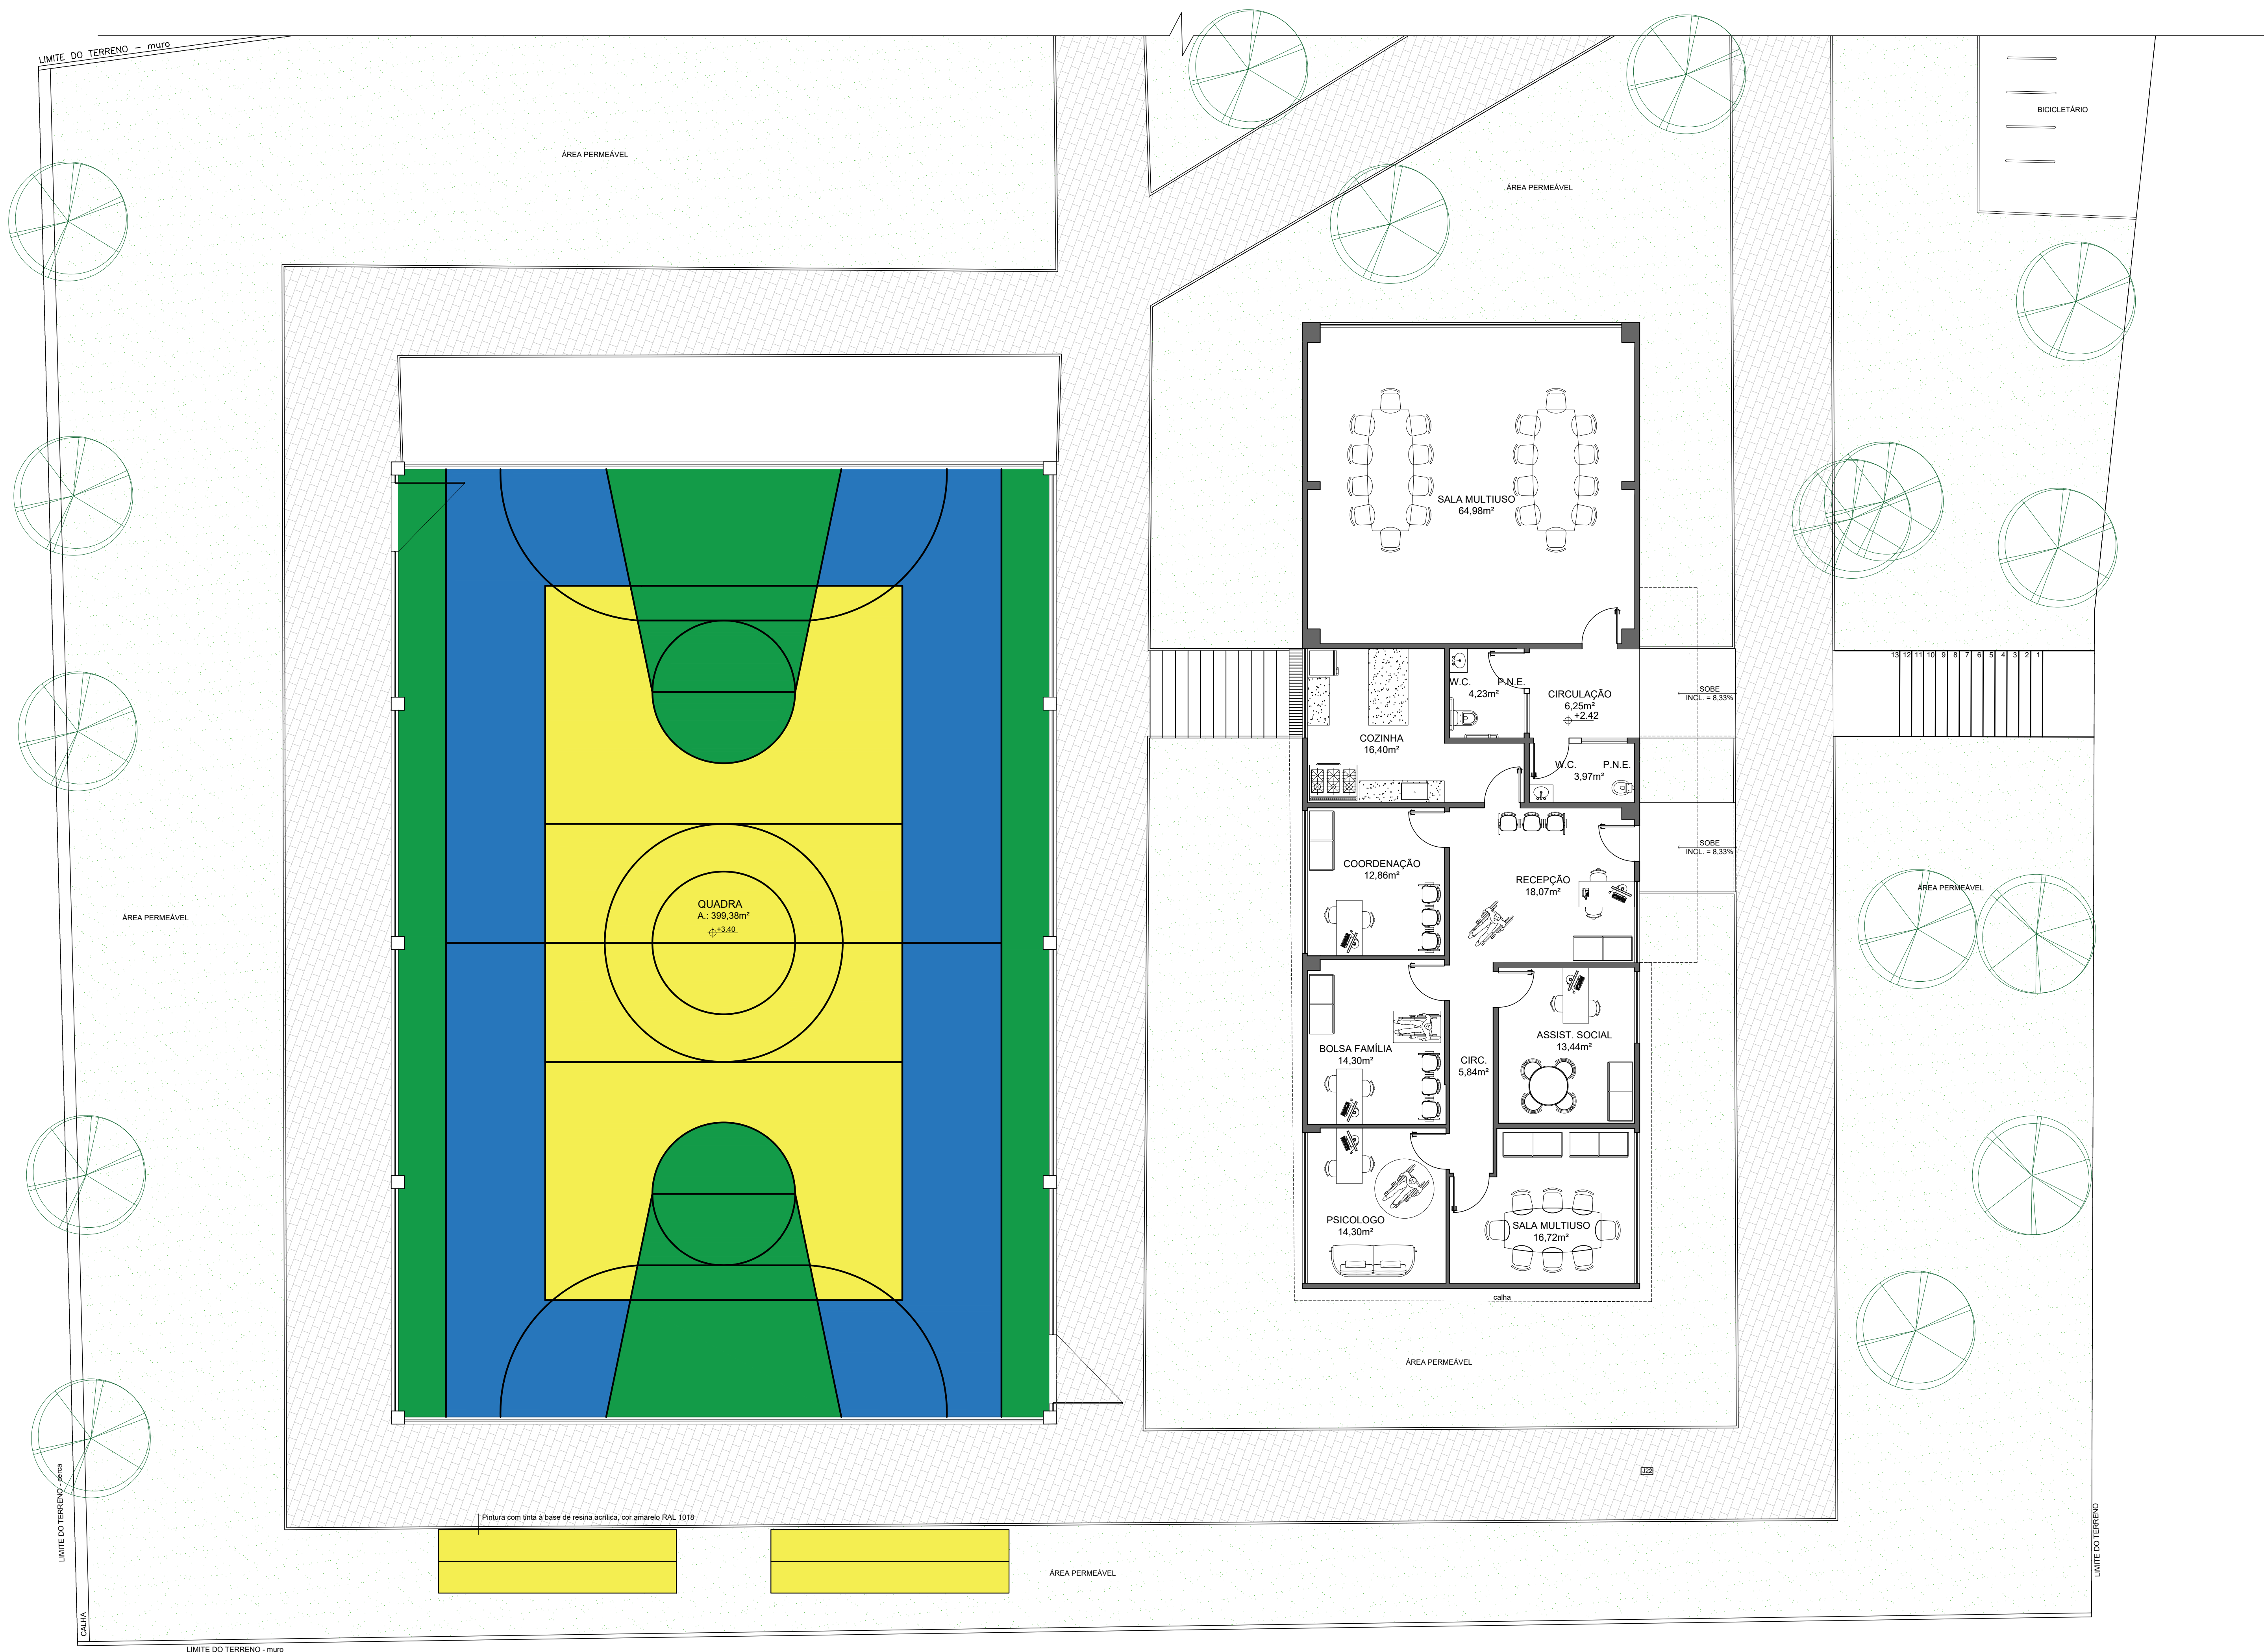 LIMITE DO TERRENO - muro
BICICLETÁRIO
ÁREA PERMEÁVEL
ÁREA PERMEÁVEL
SALA MULTIUSO
64,98m²
13 12 11 10 9 8 7 6 5 4 3 2 1
W.C. P.N.E.
4,23m²
CIRCULAÇÃO
6,25m²
+2.42
SOBE
INCL. = 8,33%
COZINHA
16,40m²
W.C. P.N.E.
3,97m²
SOBE
INCL. = 8,33%
COORDENAÇÃO
12,86m²
RECEPÇÃO
18,07m²
ÁREA PERMEÁVEL
QUADRA
A.: 399,38m²
+3.40
ÁREA PERMEÁVEL
BOLSA FAMÍLIA
14,30m²
CIRC.
5,84m²
ASSIST. SOCIAL
13,44m²
PSICOLOGO
14,30m²
SALA MULTIUSO
16,72m²
calha
ÁREA PERMEÁVEL
J22
LIMITE DO TERRENO - cerca
Pintura com tinta à base de resina acrílica, cor amarelo RAL 1018
LIMITE DO TERRENO
ÁREA PERMEÁVEL
CALHA
LIMITE DO TERRENO - muro